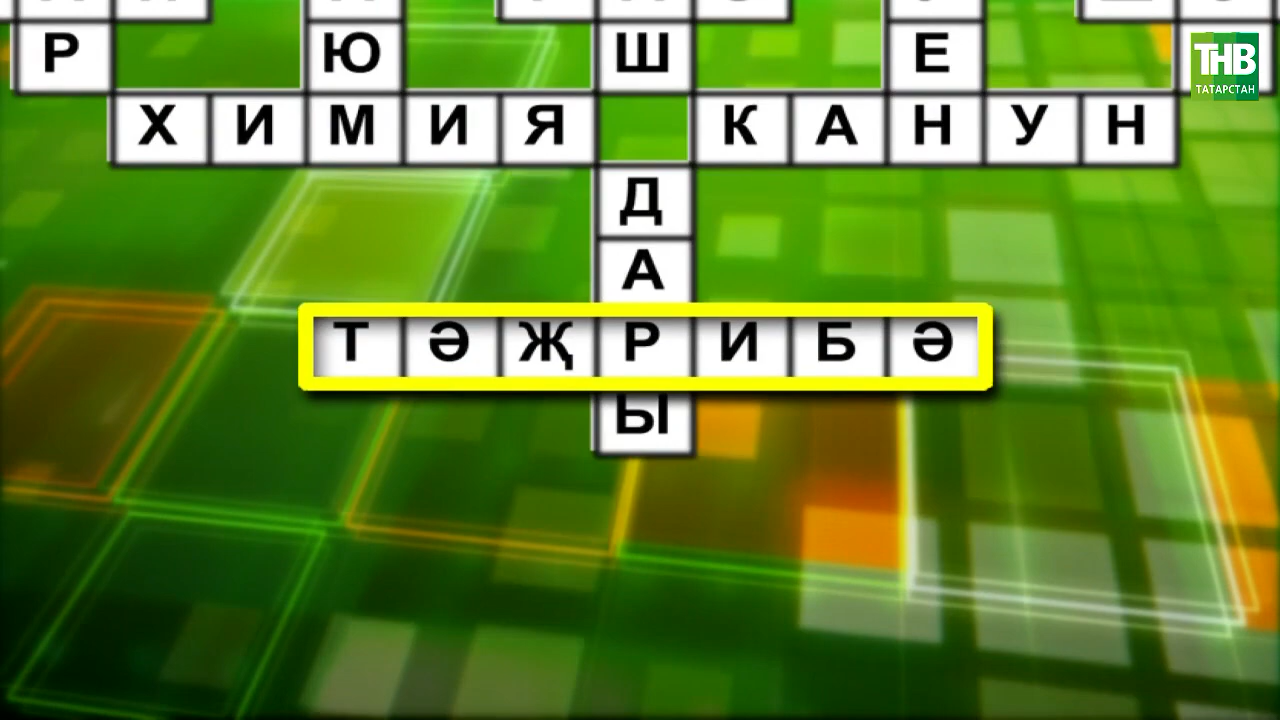 Р Ю Ш Е
ТНВ
ТАТАРСТАН
ХИМИЯ КАНУН
Д
А
ТӘҖРИБӘ
Ы